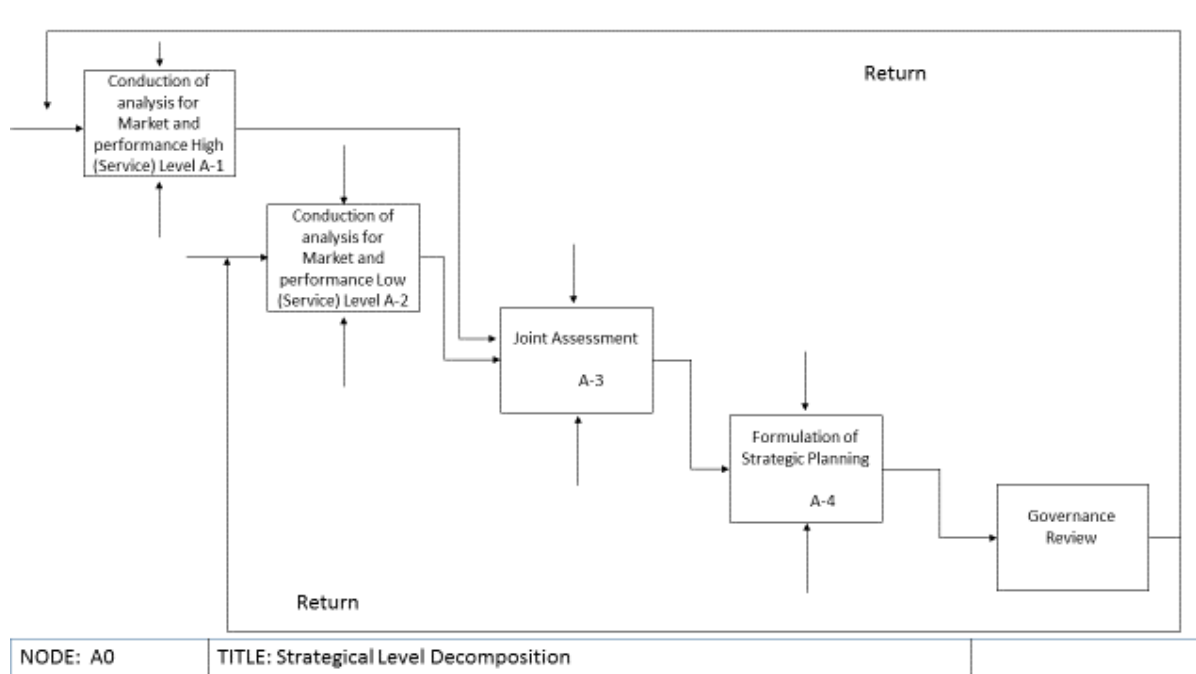 Return
Conduction of
analysis for
Market and
performance High
(Service) Level A-1
Conduction of
analysis for
Market and
performance Low
(Service) Level A-2
Joint Assessment
A-3
Formulation of
Strategic Planning
A-4
Governance
Review
Return
NODE: A0
TITLE: Strategical Level Decomposition